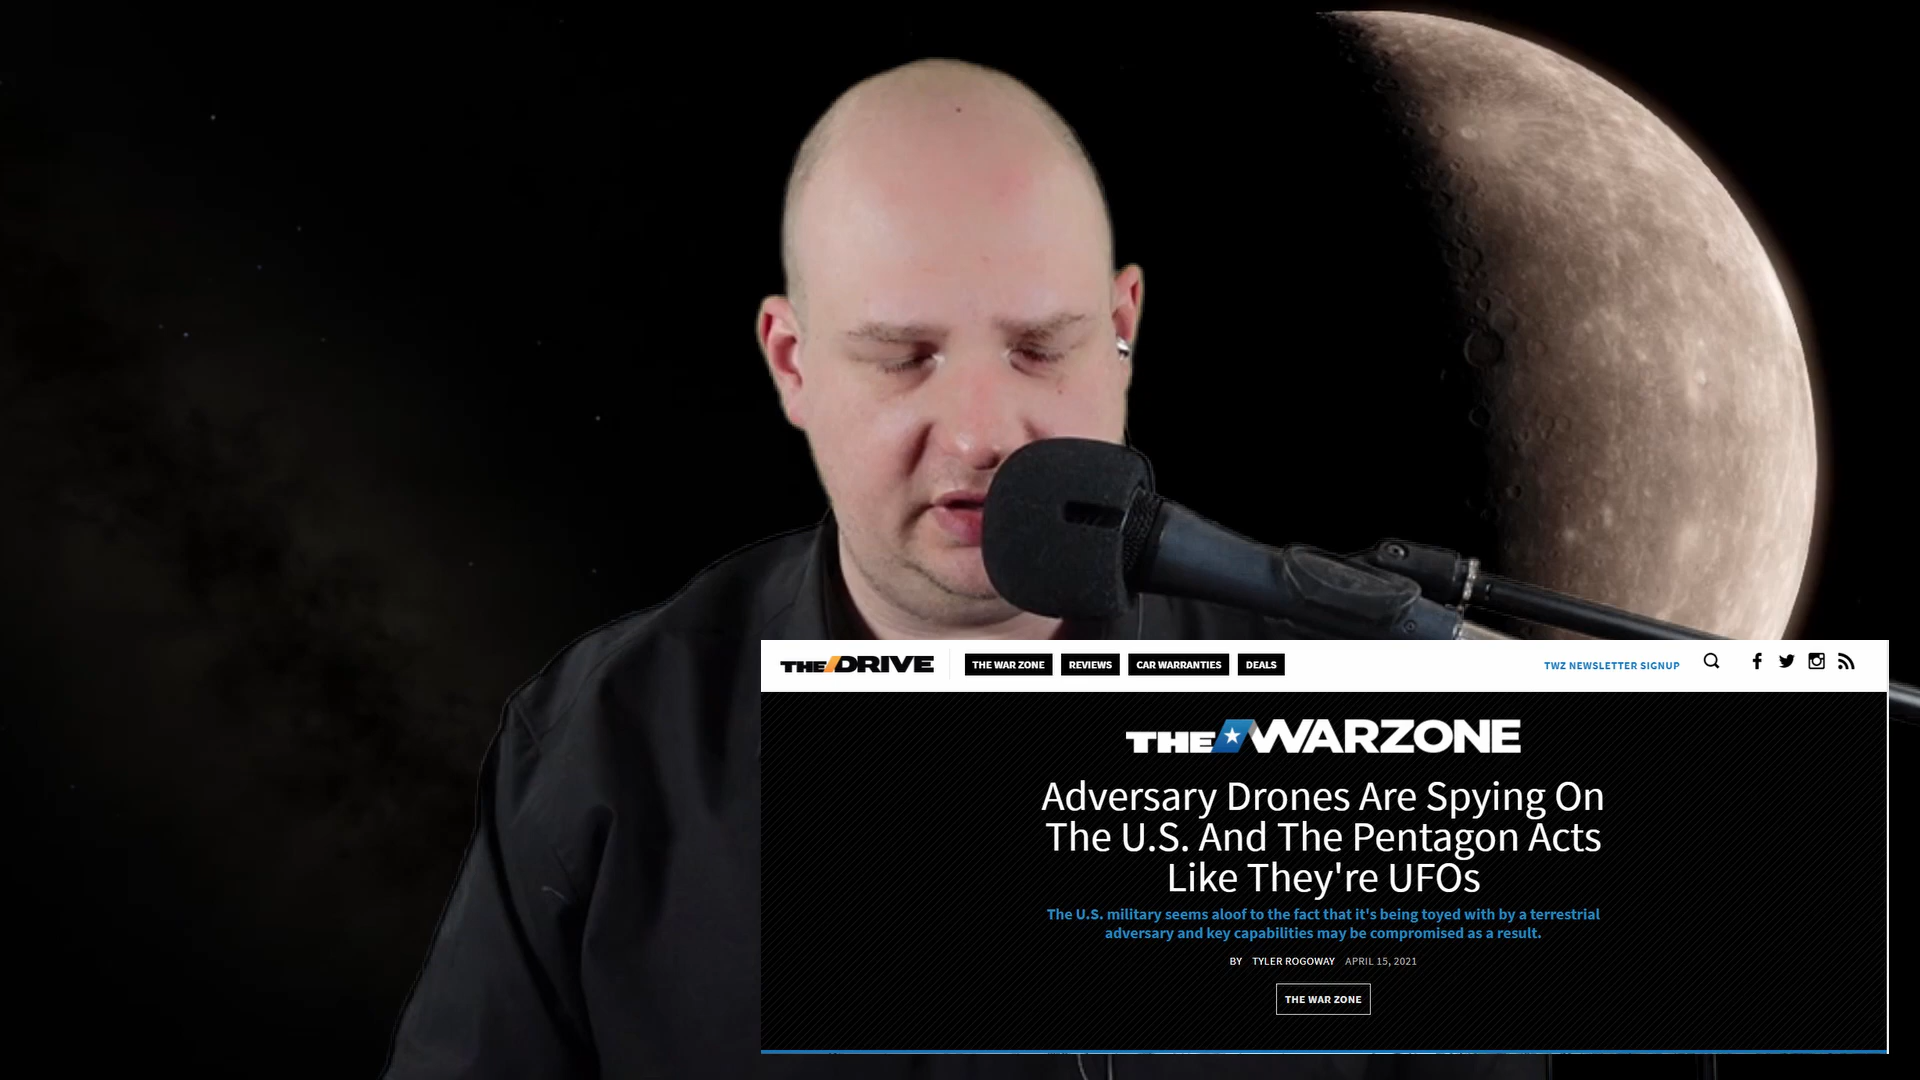 THE DRIVE
THE WAR ZONE
REVIEWS
CAR WARRANTIES
DEALS
TWZ NEWSLETTER SIGNUP
THE WARZONE
Adversary Drones Are Spying On
The U.S. And The Pentagon Acts
Like They're UFOs
The U.S. military seems aloof to the fact that it's being toyed with by a terrestrial
adversary and key capabilities may be compromised as a result.
BY TYLER ROGOWAY APRIL 15, 2021
THE WAR ZONE